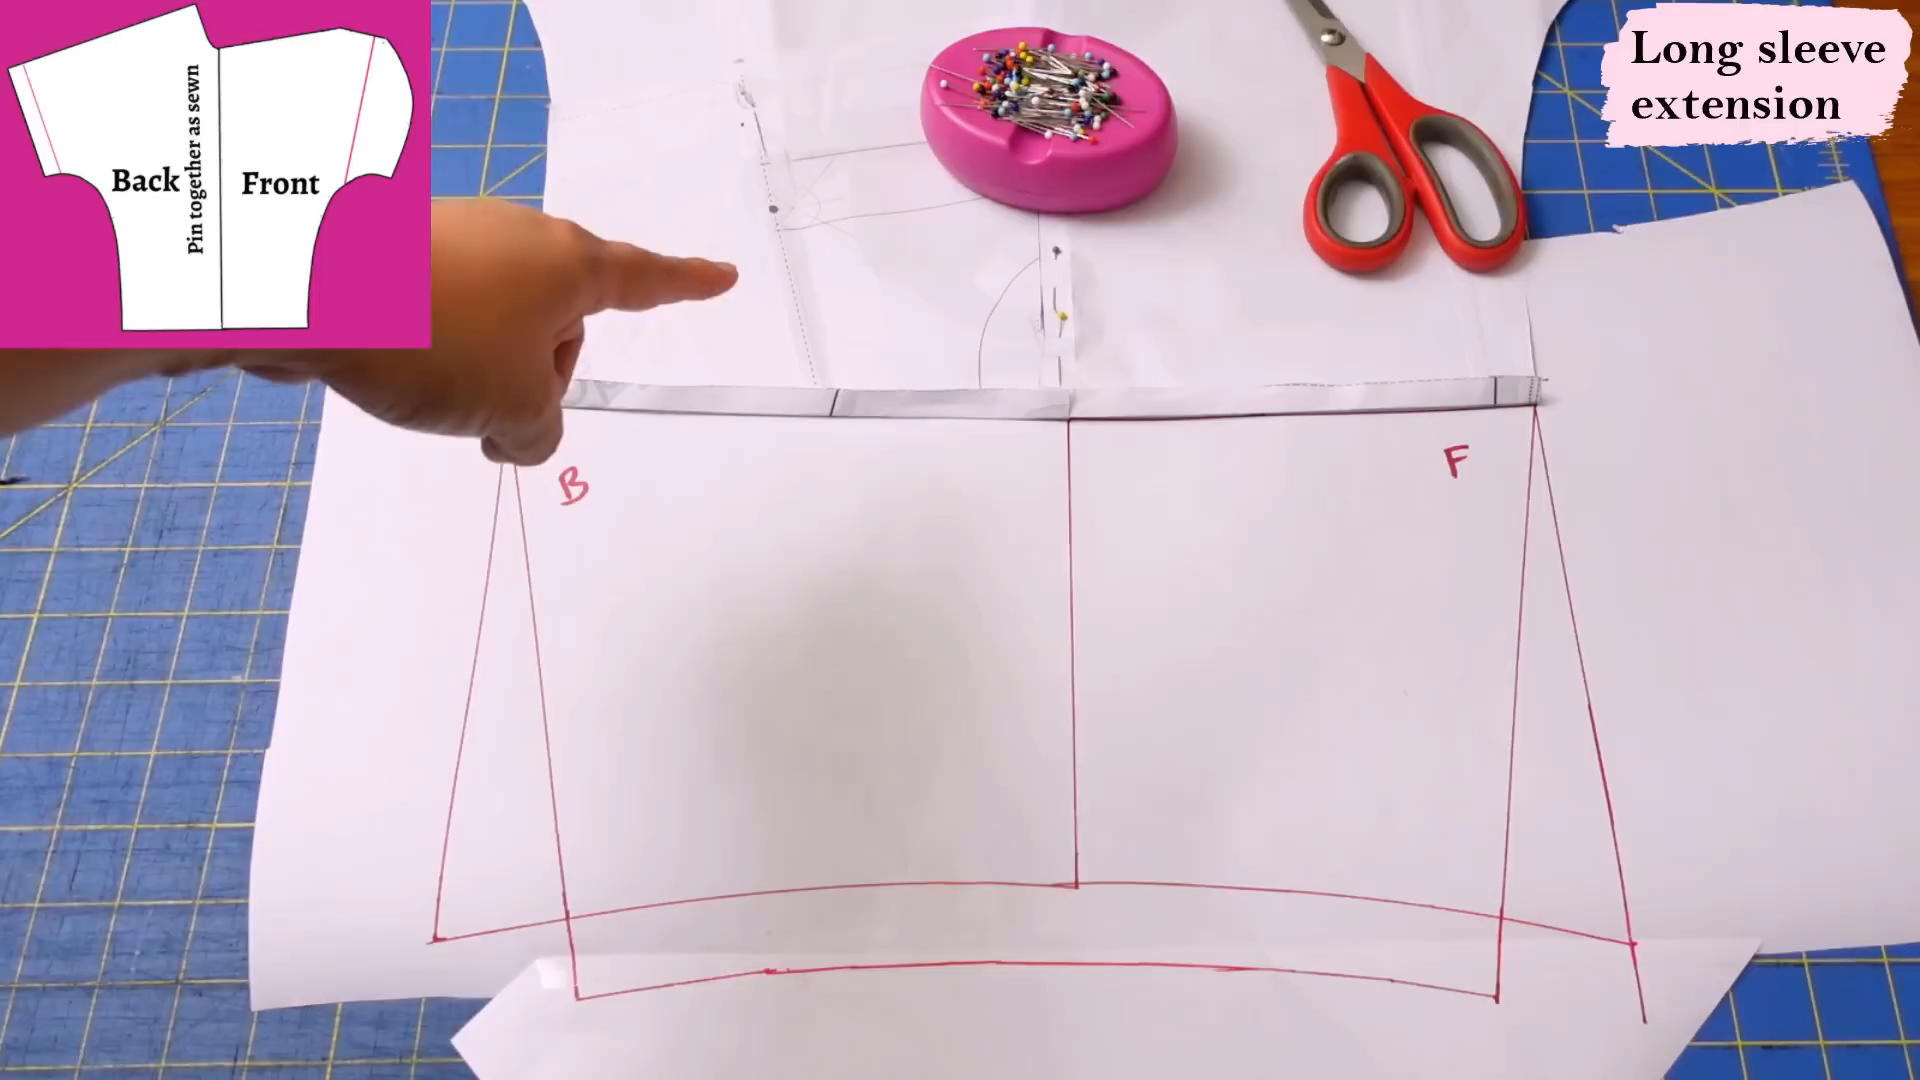 Back
Pin together as sewn
Front
Long sleeve
extension
B
F